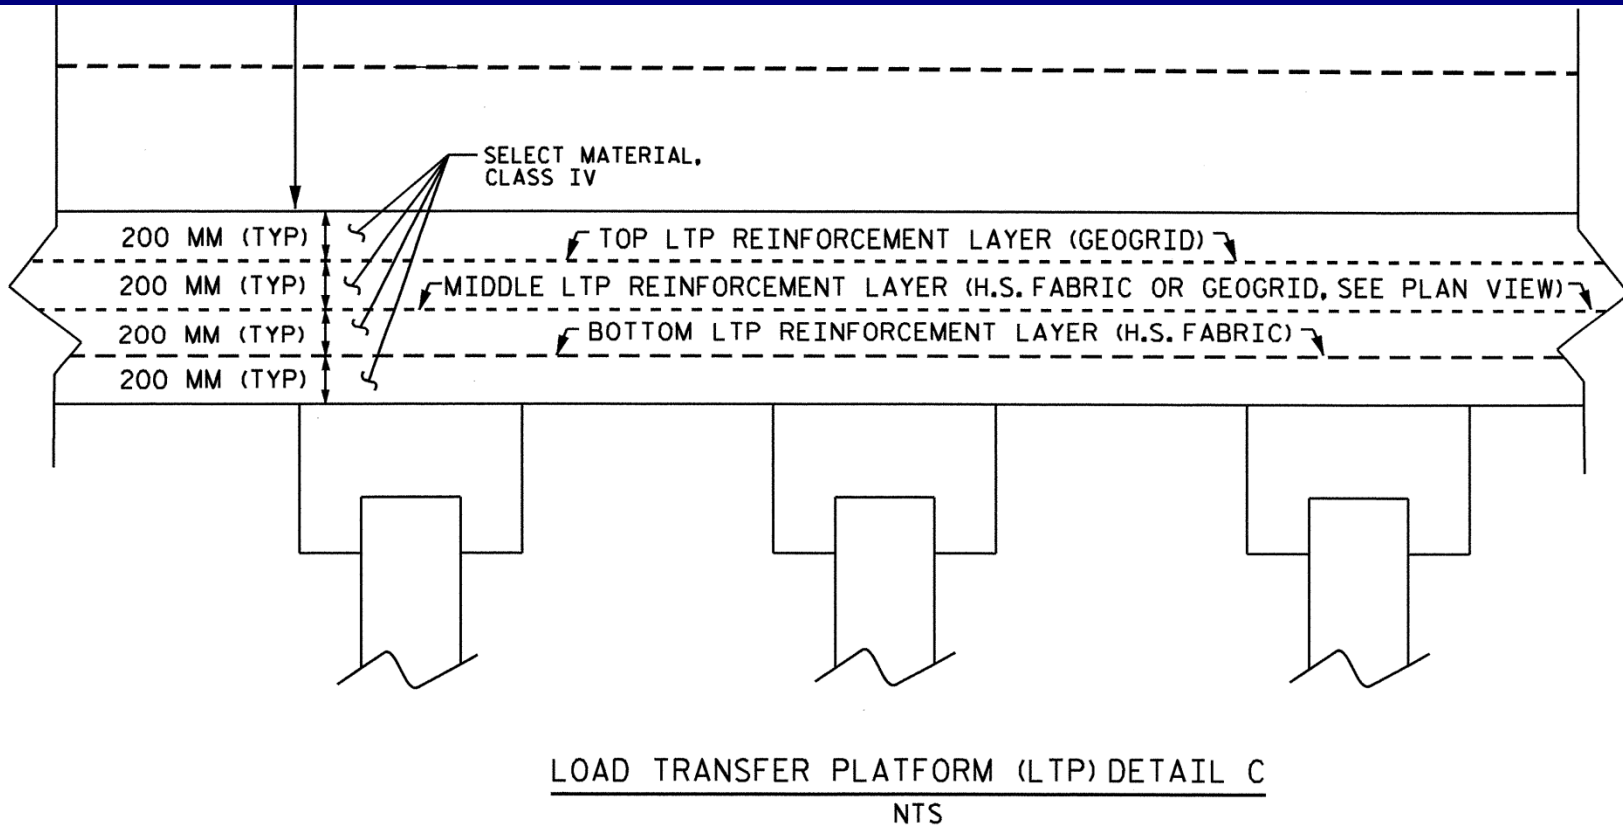 SELECT MATERIAL,
CLASS IV
200 MM (TYP)
TOP LTP REINFORCEMENT LAYER (GEOGRID)
200 MM (TYP)
MIDDLE LTP REINFORCEMENT LAYER (H.S. FABRIC OR GEOGRID, SEE PLAN VIEW)
200 MM (TYP)
BOTTOM LTP REINFORCEMENT LAYER (H.S. FABRIC)
200 MM (TYP)
LOAD TRANSFER PLATFORM (LTP) DETAIL C
NTS